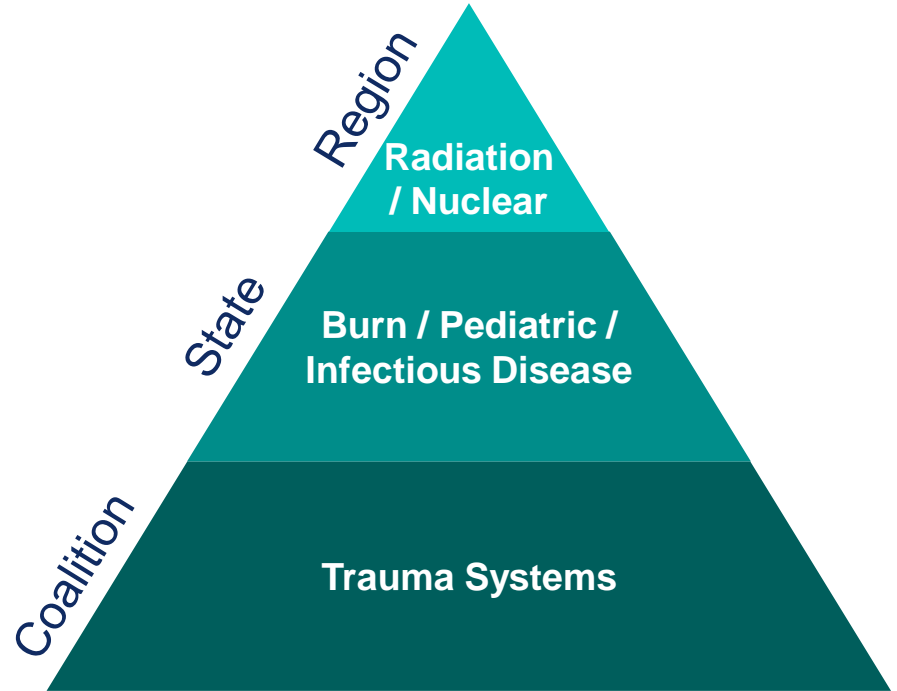 Region
Radiation
/ Nuclear
State
Burn / Pediatric /
Infectious Disease
Coalition
Trauma Systems